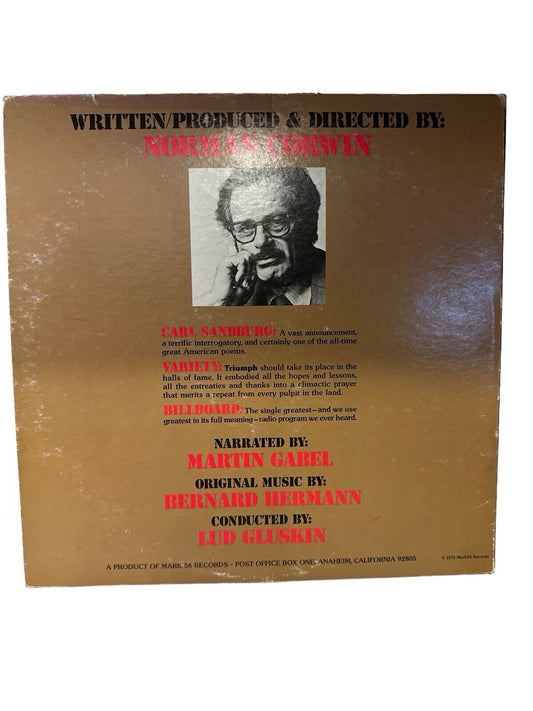 WRITTEN/PRODUCED & DIRECTED BY:
NORMAN CORWIN
CARL SANDBURG: A vast announcement,
a terrific interrogatory, and certainly one of the all-time
great American poems.
VARIETY: Triumph should take its place in the
halls of fame. It embodied all the hopes and lessons,
all the entreaties and thanks into a climactic prayer
that merits a repeat from every pulpit in the land.
BILLBOARD: The single greatest–and we use
greatest in its full meaning–radio program we ever heard.
NARRATED BY:
MARTIN GABEL
ORIGINAL MUSIC BY:
BERNARD HERMANN
CONDUCTED BY:
LUD GLUSKIN
A PRODUCT OF MARK 56 RECORDS · POST OFFICE BOX ONE, ANAHEIM, CALIFORNIA 92805
Mark56 Records